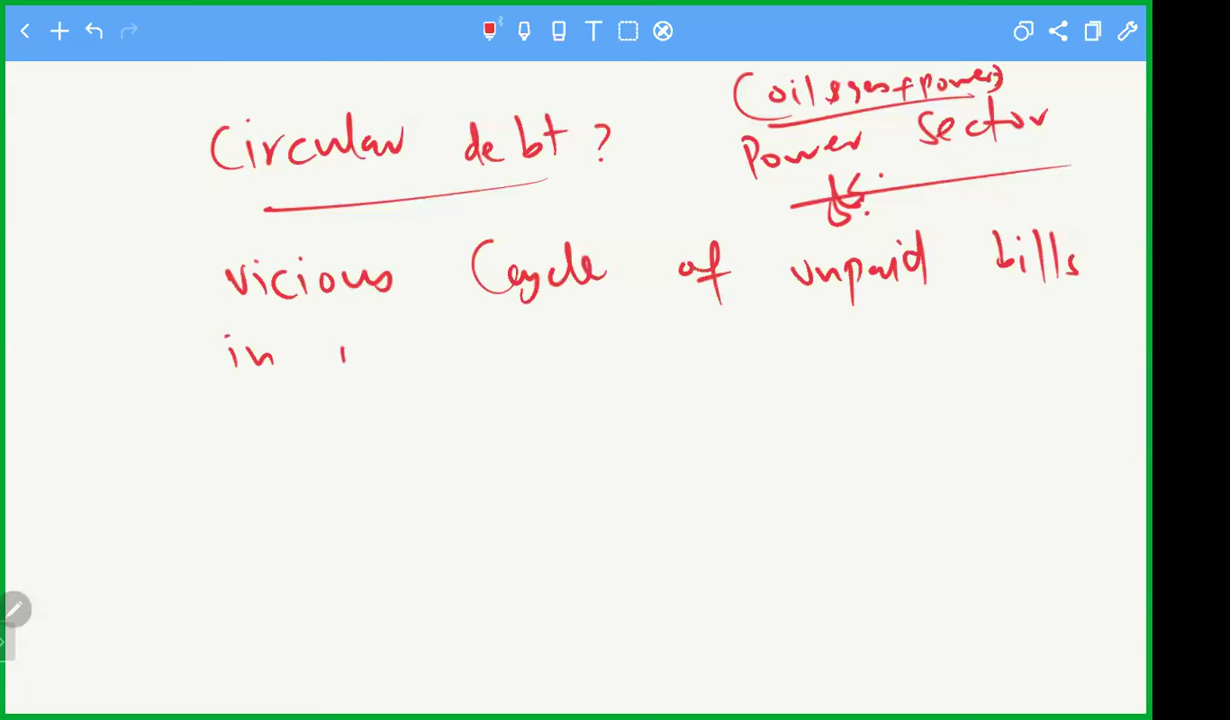 (oil & gas + power)
Circular debt ?
Power Sector
vicious Cycle of unpaid bills
in